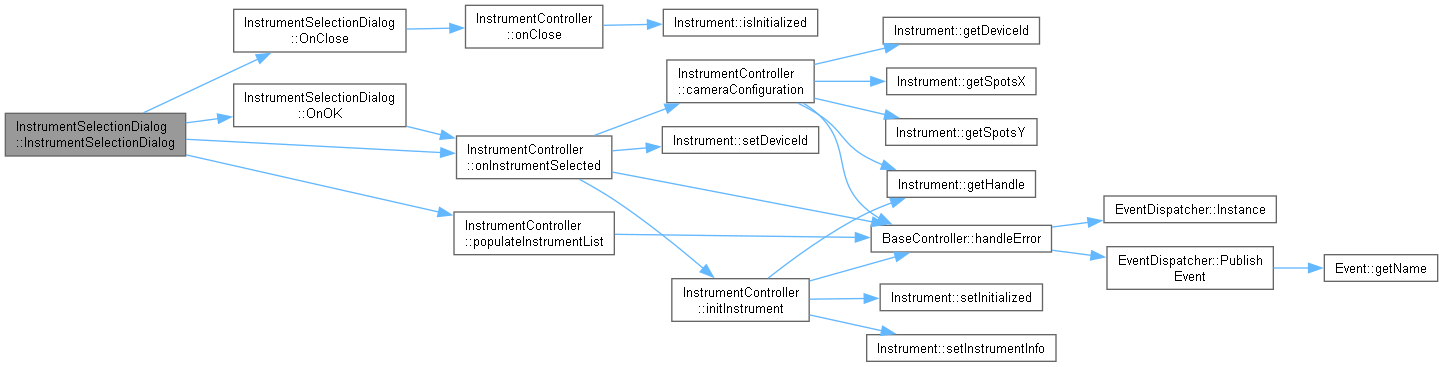 InstrumentSelectionDialog
::InstrumentSelectionDialog
InstrumentSelectionDialog
::OnClose
InstrumentController
::onClose
Instrument::isInitialized
InstrumentSelectionDialog
::OnOK
InstrumentController
::onInstrumentSelected
InstrumentController
::populateInstrumentList
InstrumentController
::cameraConfiguration
Instrument::setDeviceId
InstrumentController
::initInstrument
Instrument::getDeviceId
Instrument::getSpotsX
Instrument::getSpotsY
Instrument::getHandle
BaseController::handleError
Instrument::setInitialized
Instrument::setInstrumentInfo
EventDispatcher::Instance
EventDispatcher::Publish
Event
Event::getName